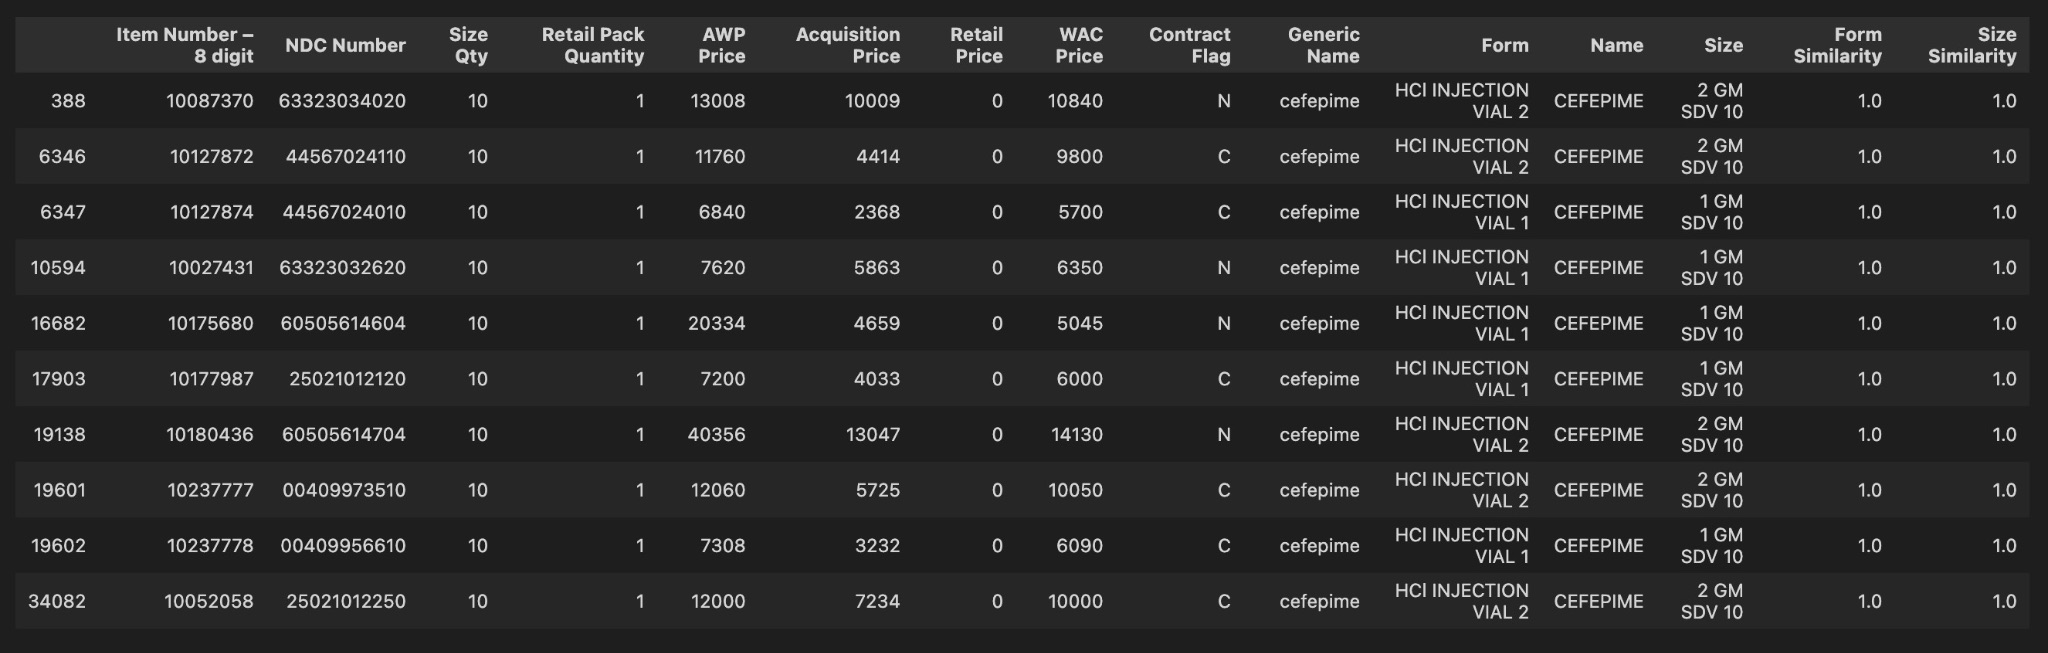 Item Number – 8 digit NDC Number Size Qty Retail Pack Quantity AWP Price Acquisition Price Retail Price WAC Price Contract Flag Generic Name Form Name Size Form Similarity Size Similarity
388 10087370 63323034020 10 1 13008 10009 0 10840 N cefepime HCl INJECTION VIAL 2 CEFEPIME 2 GM SDV 10 1.0 1.0
6346 10127872 44567024110 10 1 11760 4414 0 9800 C cefepime HCl INJECTION VIAL 2 CEFEPIME 2 GM SDV 10 1.0 1.0
6347 10127874 44567024010 10 1 6840 2368 0 5700 C cefepime HCl INJECTION VIAL 1 CEFEPIME 1 GM SDV 10 1.0 1.0
10594 10027431 63323032620 10 1 7620 5863 0 6350 N cefepime HCl INJECTION VIAL 1 CEFEPIME 1 GM SDV 10 1.0 1.0
16682 10175680 60505614604 10 1 20334 4659 0 5045 N cefepime HCl INJECTION VIAL 1 CEFEPIME 1 GM SDV 10 1.0 1.0
17903 10177987 25021012120 10 1 7200 4033 0 6000 C cefepime HCl INJECTION VIAL 1 CEFEPIME 1 GM SDV 10 1.0 1.0
19138 10180436 60505614704 10 1 40356 13047 0 14130 N cefepime HCl INJECTION VIAL 2 CEFEPIME 2 GM SDV 10 1.0 1.0
19601 10237777 00409973510 10 1 12060 5725 0 10050 C cefepime HCl INJECTION VIAL 2 CEFEPIME 2 GM SDV 10 1.0 1.0
19602 10237778 00409956610 10 1 7308 3232 0 6090 C cefepime HCl INJECTION VIAL 1 CEFEPIME 1 GM SDV 10 1.0 1.0
34082 10052058 25021012250 10 1 12000 7234 0 10000 C cefepime HCl INJECTION VIAL 2 CEFEPIME 2 GM SDV 10 1.0 1.0